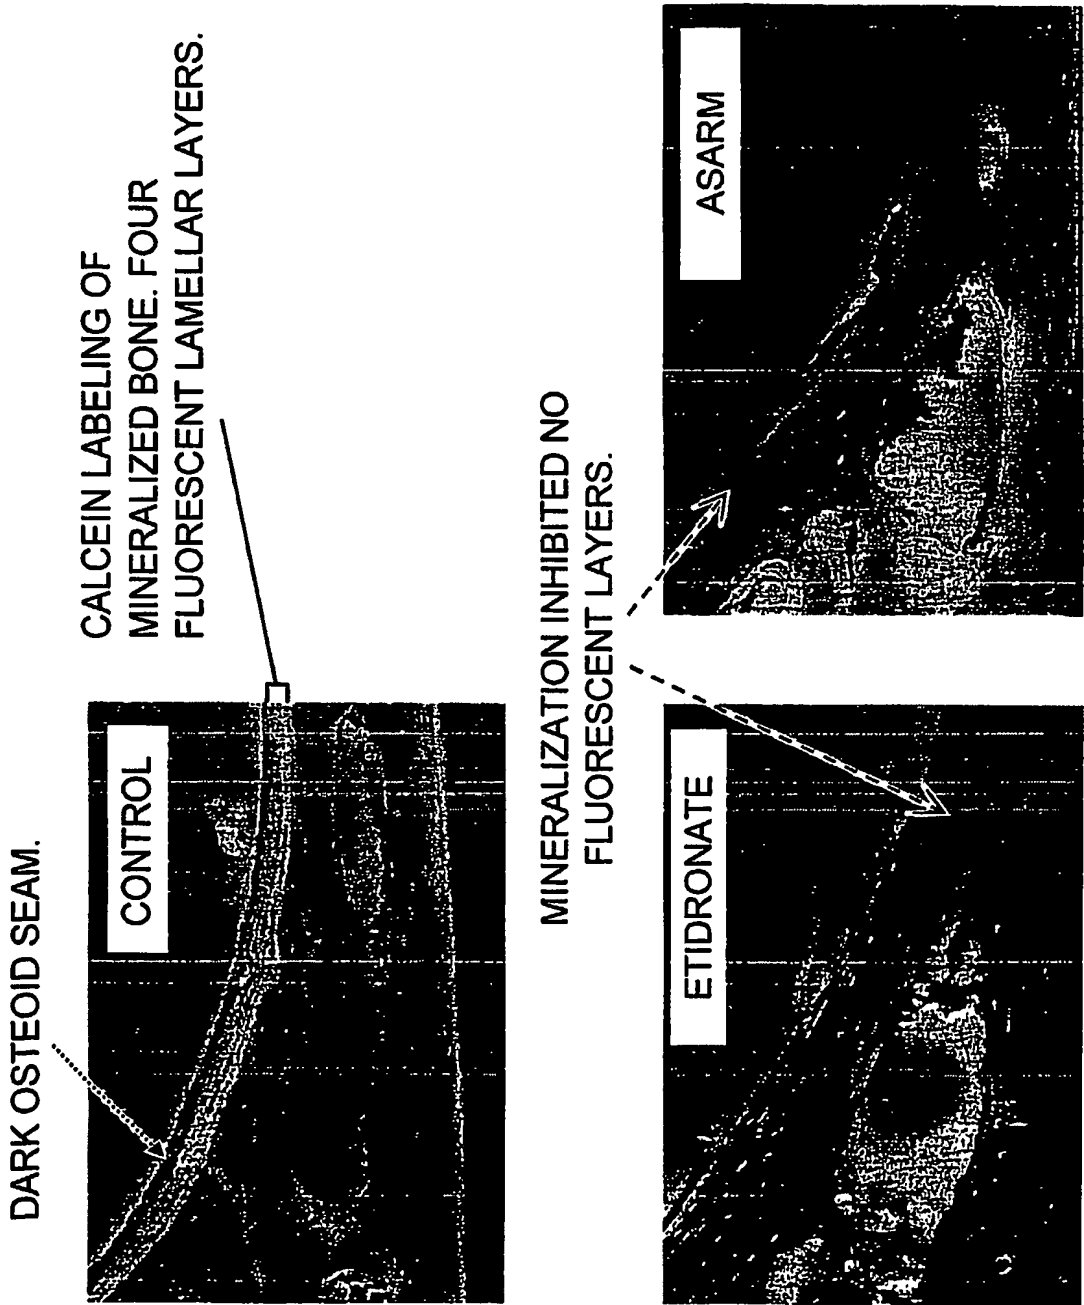 DARK OSTEOID SEAM.
CALCEIN LABELING OF
MINERALIZED BONE. FOUR
FLUORESCENT LAMELLAR LAYERS.
CONTROL
MINERALIZATION INHIBITED NO
FLUORESCENT LAYERS.
ETIDRONATE
ASARM